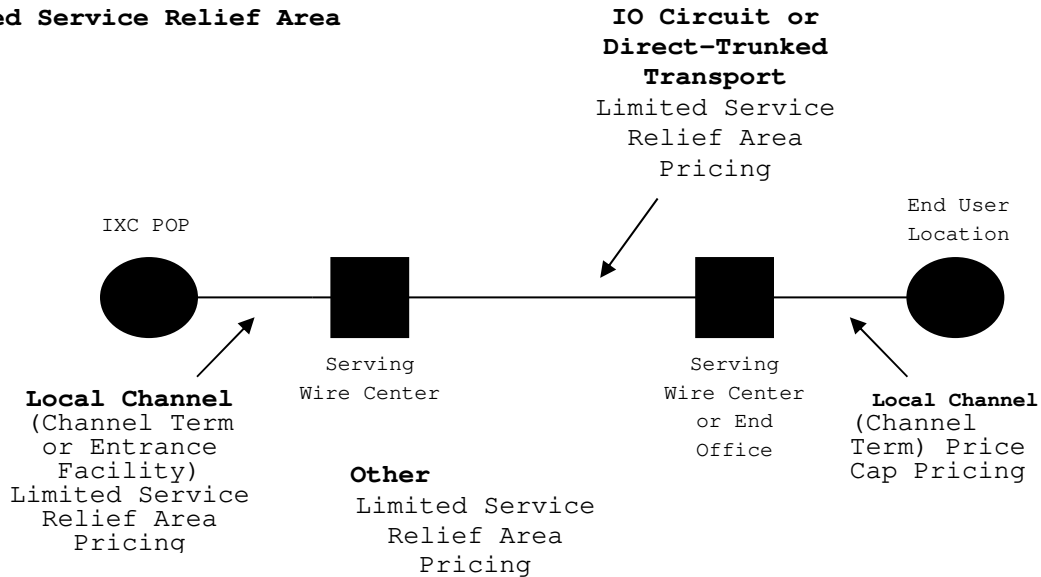 ed Service Relief Area
IO Circuit or
Direct-Trunked
Transport
Limited Service
Relief Area
Pricing
IXC POP
End User
Location
Serving
Wire Center
Serving
Wire Center
or End
Office
Local Channel
(Channel Term
or Entrance
Facility)
Limited Service
Relief Area
Pricing
Other
Limited Service
Relief Area
Pricing
Local Channel
(Channel
Term) Price
Cap Pricing